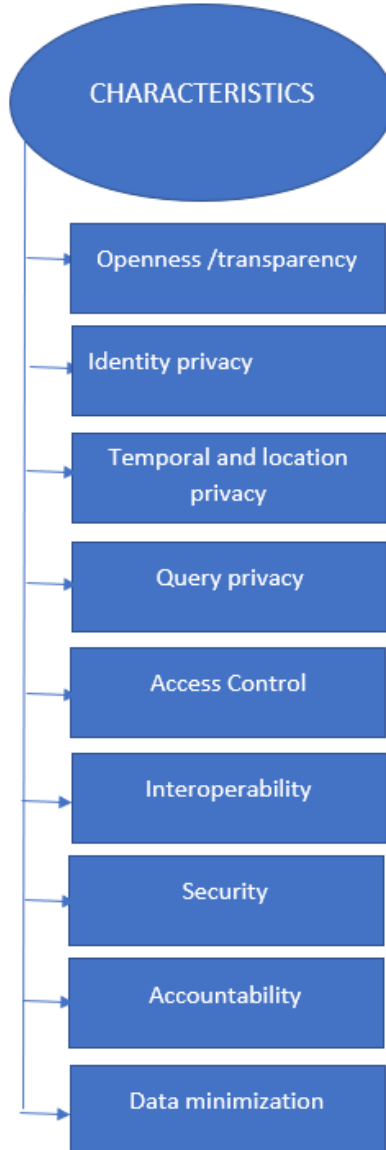 CHARACTERISTICS
Openness /transparency
Identity privacy
Temporal and location
privacy
Query privacy
Access Control
Interoperability
Security
Accountability
Data minimization